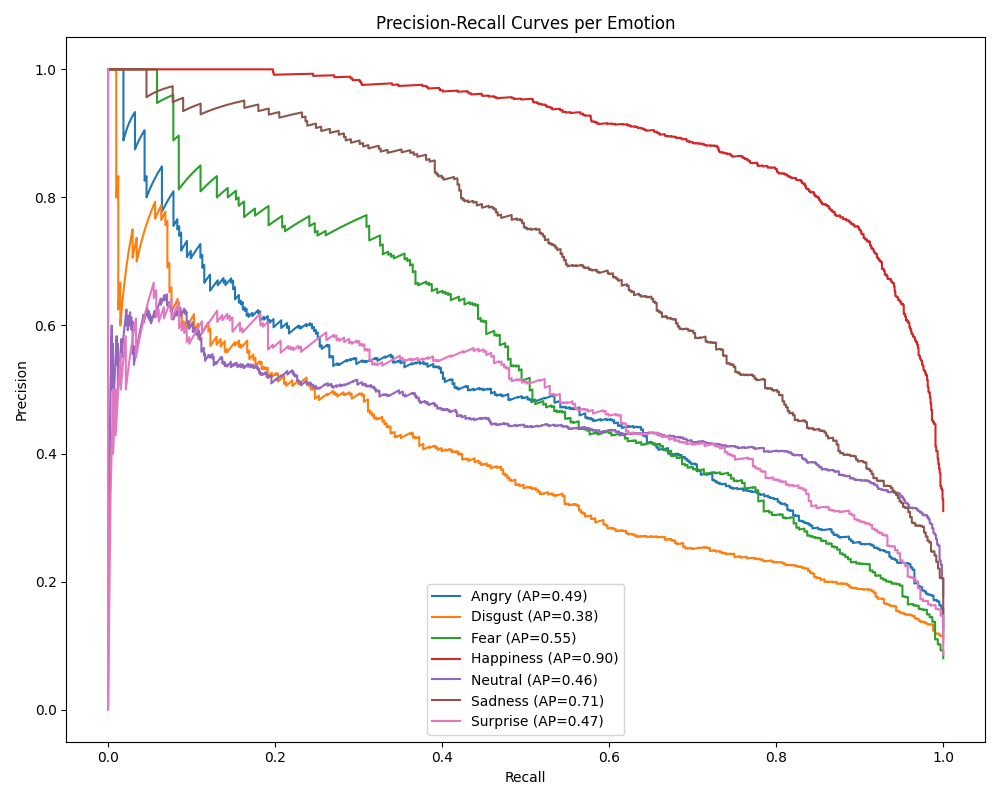 Precision-Recall Curves per Emotion
1.0
0.8
0.6
0.4
0.2
0.0
Precision
Angry (AP=0.49)
Disgust (AP=0.38)
Fear (AP=0.55)
Happiness (AP=0.90)
Neutral (AP=0.46)
Sadness (AP=0.71)
Surprise (AP=0.47)
0.0 0.2 0.4 0.6 0.8 1.0
Recall